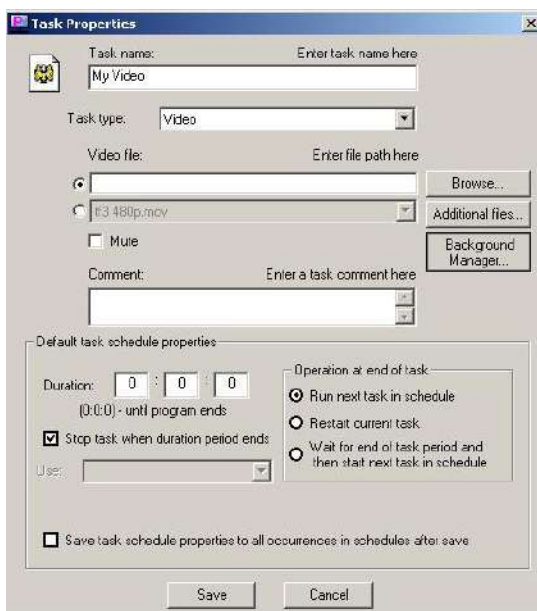 Task Properties
Task name: Enter task name here
My Video
Task type: Video
Video file: Enter file path here
Browse...
tt3 480p.mov
Additional files...
Mute
Background
Manager...
Comment: Enter a task comment here
Default task schedule properties
Duration: 0 : 0 : 0
(0:0:0) - until program ends
Stop task when duration period ends
Use:
Operation at end of task
Run next task in schedule
Restart current task
Wait for end of task period and
then start next task in schedule
Save task schedule properties to all occurrences in schedules after save
Save Cancel